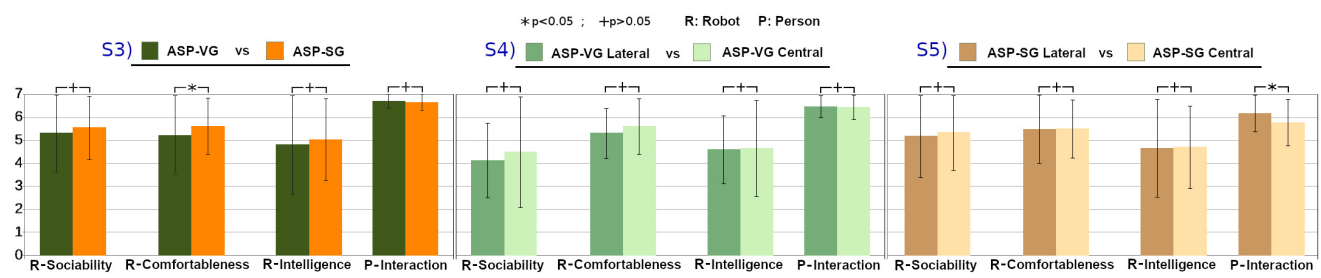 *p<0.05 ; +p>0.05 R: Robot P: Person
S3) ASP-VG vs ASP-SG
S4) ASP-VG Lateral vs ASP-VG Central
S5) ASP-SG Lateral vs ASP-SG Central
+ * + +
+ + + +
+ + + *
7
6
5
4
3
2
1
0
R-Sociability R-Comfortableness R-Intelligence P-Interaction
R-Sociability R-Comfortableness R-Intelligence P-Interaction
R-Sociability R-Comfortableness R-Intelligence P-Interaction